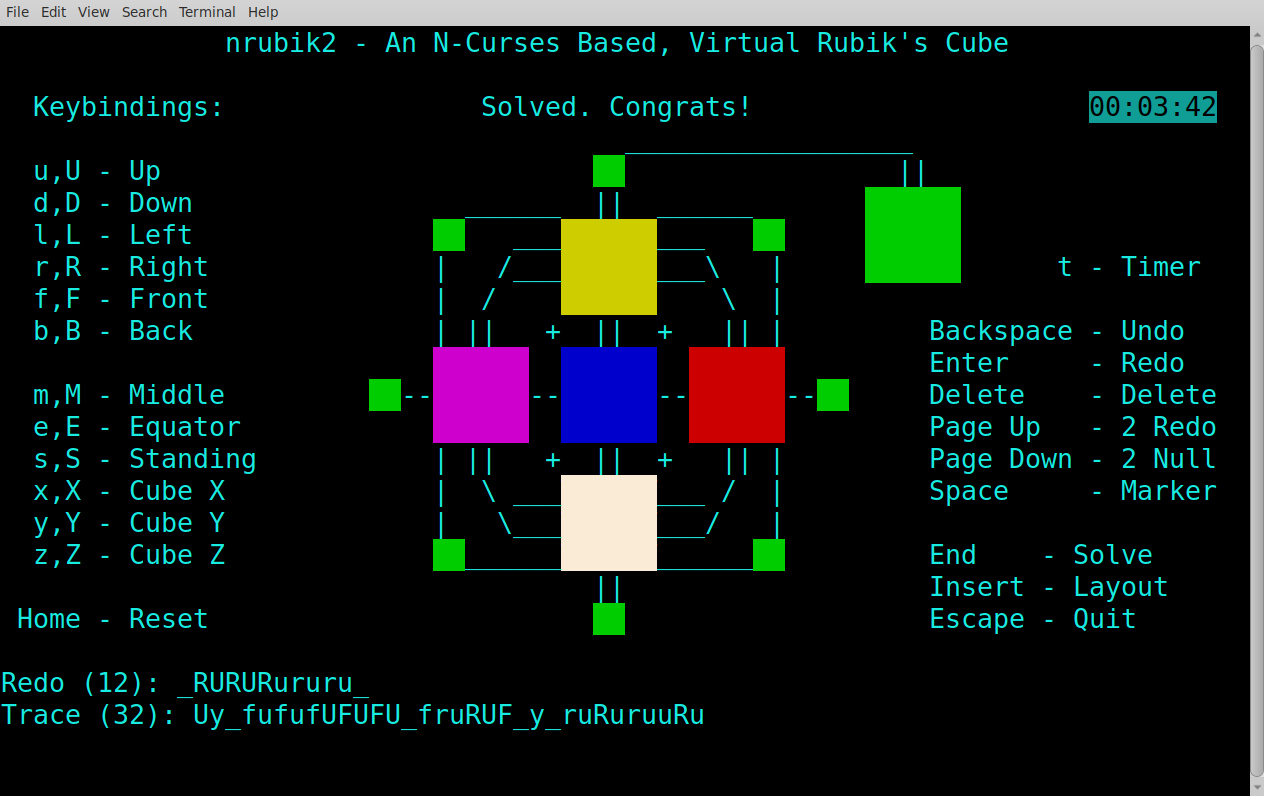 File Edit View Search Terminal Help
nrubik2 - An N-Curses Based, Virtual Rubik's Cube
Keybindings: Solved. Congrats! 00:03:42
u,U - Up
d,D - Down
l,L - Left
r,R - Right t - Timer
f,F - Front
b,B - Back Backspace - Undo
Enter - Redo
m,M - Middle Delete - Delete
e,E - Equator Page Up - 2 Redo
s,S - Standing Page Down - 2 Null
x,X - Cube X Space - Marker
y,Y - Cube Y
z,Z - Cube Z End - Solve
Insert - Layout
Home - Reset Escape - Quit
Redo (12): _RURURururu_
Trace (32): Uy_fufufUFUFU_fruRUF_y_ruRuruuRu